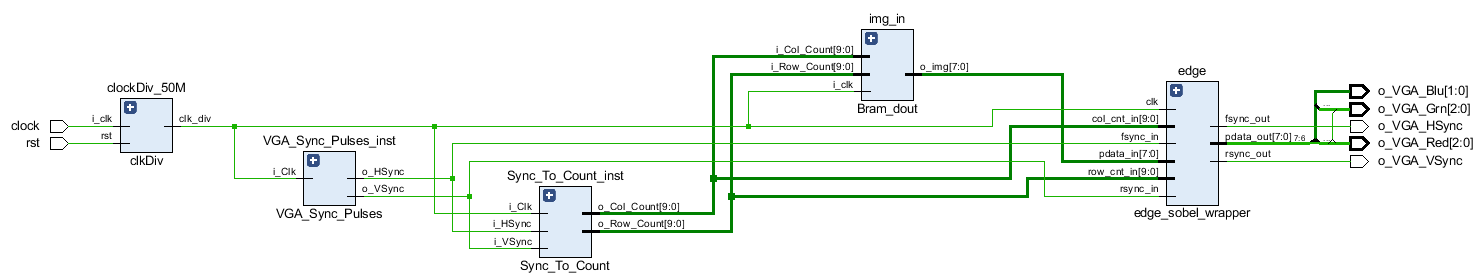 clock
rst
clockDiv_50M
i_clk
rst
clk_div
clkDiv
VGA_Sync_Pulses_inst
i_Clk
o_HSync
o_VSync
VGA_Sync_Pulses
Sync_To_Count_inst
i_Clk
i_HSync
i_VSync
o_Col_Count[9:0]
o_Row_Count[9:0]
Sync_To_Count
img_in
i_Col_Count[9:0]
i_Row_Count[9:0]
i_clk
o_img[7:0]
Bram_dout
edge
clk
col_cnt_in[9:0]
fsync_in
pdata_in[7:0]
row_cnt_in[9:0]
rsync_in
fsync_out
pdata_out[7:0] 7:6
rsync_out
edge_sobel_wrapper
o_VGA_Blu[1:0]
o_VGA_Grn[2:0]
o_VGA_HSync
o_VGA_Red[2:0]
o_VGA_VSync